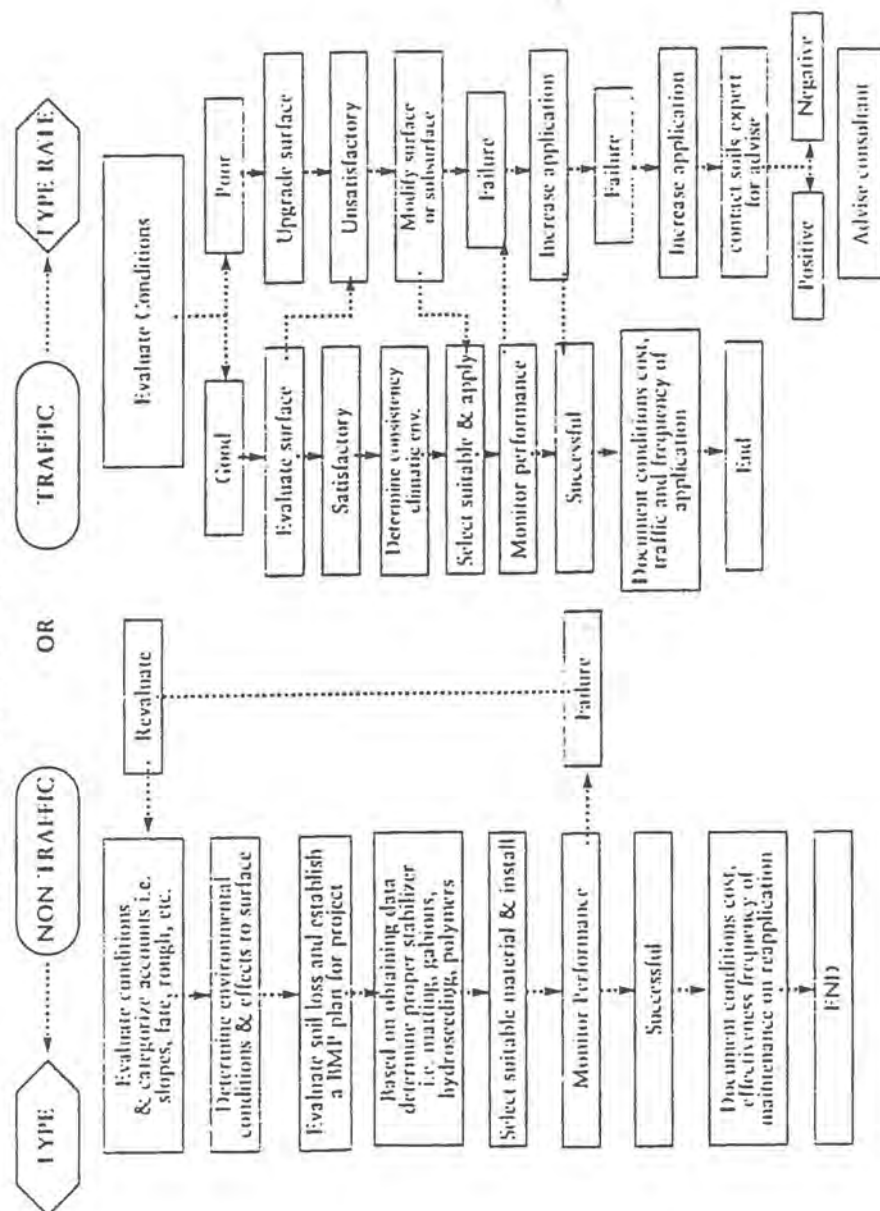 TYPE
NON TRAFFIC
OR
TRAFFIC
TYPE RATE
Evaluate conditions
& categorize accounts i.e.
slopes, fate, rough, etc.
Revaluate
Determine environmental
conditions & effects to surface
Evaluate soil loss and establish
a BMP plan for project
Based on obtaining data
determine proper stabilizer
i.e. matting, gabions,
hydroseeding, polymers
Select suitable material & install
Monitor Performance
Failure
Successful
Document conditions cost,
effectiveness frequency of
maintenance on reapplication
END
Evaluate Conditions
Good
Poor
Evaluate surface
Upgrade surface
Satisfactory
Unsatisfactory
Determine consistency
climatic env.
Modify surface
or subsurface
Select suitable & apply
Failure
Monitor performance
Increase application
Successful
Failure
Document conditions cost,
traffic and frequency of
application
Increase application
End
contact soils expert
for advise
Positive
Negative
Advise consultant